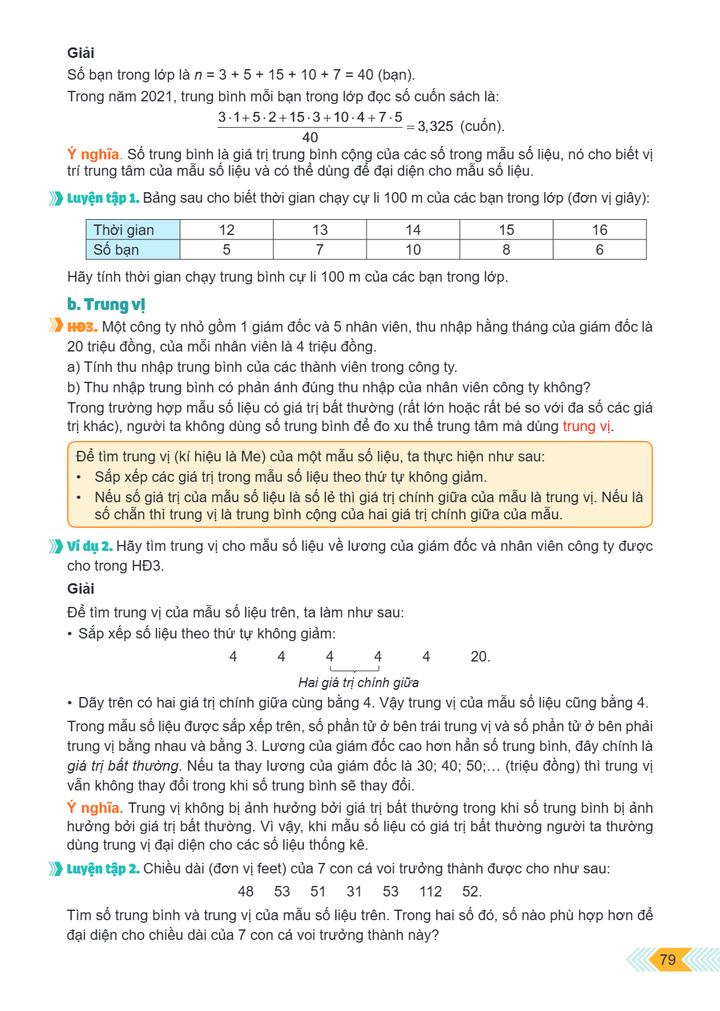 Giải
Số bạn trong lớp là n = 3 + 5 + 15 + 10 + 7 = 40 (bạn).
Trong năm 2021, trung bình mỗi bạn trong lớp đọc số cuốn sách là:
3·1 + 5·2 + 15·3 + 10·4 + 7·5
40
= 3,325 (cuốn).
Ý nghĩa. Số trung bình là giá trị trung bình cộng của các số trong mẫu số liệu, nó cho biết vị
trí trung tâm của mẫu số liệu và có thể dùng để đại diện cho mẫu số liệu.
Luyện tập 1. Bảng sau cho biết thời gian chạy cự li 100 m của các bạn trong lớp (đơn vị giây):
Thời gian 12 13 14 15 16
Số bạn 5 7 10 8 6
Hãy tính thời gian chạy trung bình cự li 100 m của các bạn trong lớp.
b. Trung vị
HĐ3. Một công ty nhỏ gồm 1 giám đốc và 5 nhân viên, thu nhập hằng tháng của giám đốc là
20 triệu đồng, của mỗi nhân viên là 4 triệu đồng.
a) Tính thu nhập trung bình của các thành viên trong công ty.
b) Thu nhập trung bình có phản ánh đúng thu nhập của nhân viên công ty không?
Trong trường hợp mẫu số liệu có giá trị bất thường (rất lớn hoặc rất bé so với đa số các giá
trị khác), người ta không dùng số trung bình để đo xu thế trung tâm mà dùng trung vị.
Để tìm trung vị (kí hiệu là Me) của một mẫu số liệu, ta thực hiện như sau:
• Sắp xếp các giá trị trong mẫu số liệu theo thứ tự không giảm.
• Nếu số giá trị của mẫu số liệu là số lẻ thì giá trị chính giữa của mẫu là trung vị. Nếu là
số chẵn thì trung vị là trung bình cộng của hai giá trị chính giữa của mẫu.
Ví dụ 2. Hãy tìm trung vị cho mẫu số liệu về lương của giám đốc và nhân viên công ty được
cho trong HĐ3.
Giải
Để tìm trung vị của mẫu số liệu trên, ta làm như sau:
• Sắp xếp số liệu theo thứ tự không giảm:
4 4 4 4 4 20.
Hai giá trị chính giữa
• Dãy trên có hai giá trị chính giữa cùng bằng 4. Vậy trung vị của mẫu số liệu cũng bằng 4.
Trong mẫu số liệu được sắp xếp trên, số phần tử ở bên trái trung vị và số phần tử ở bên phải
trung vị bằng nhau và bằng 3. Lương của giám đốc cao hơn hẳn số trung bình, đây chính là
giá trị bất thường. Nếu ta thay lương của giám đốc là 30; 40; 50;… (triệu đồng) thì trung vị
vẫn không thay đổi trong khi số trung bình sẽ thay đổi.
Ý nghĩa. Trung vị không bị ảnh hưởng bởi giá trị bất thường trong khi số trung bình bị ảnh
hưởng bởi giá trị bất thường. Vì vậy, khi mẫu số liệu có giá trị bất thường người ta thường
dùng trung vị đại diện cho các số liệu thống kê.
Luyện tập 2. Chiều dài (đơn vị feet) của 7 con cá voi trưởng thành được cho như sau:
48 53 51 31 53 112 52.
Tìm số trung bình và trung vị của mẫu số liệu trên. Trong hai số đó, số nào phù hợp hơn để
đại diện cho chiều dài của 7 con cá voi trưởng thành này?
79